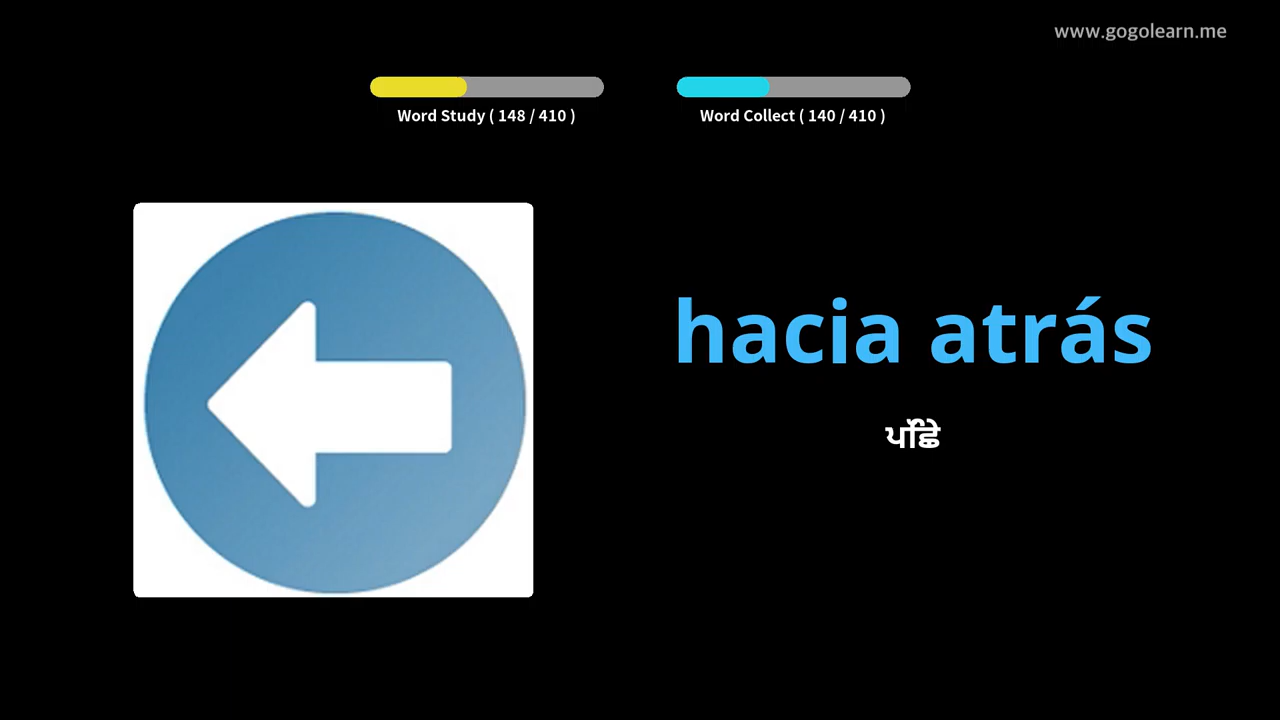 www.gogolearn.me
Word Study ( 148 / 410 )
Word Collect ( 140 / 410 )
hacia atrás
ਪਿੱਛੇ